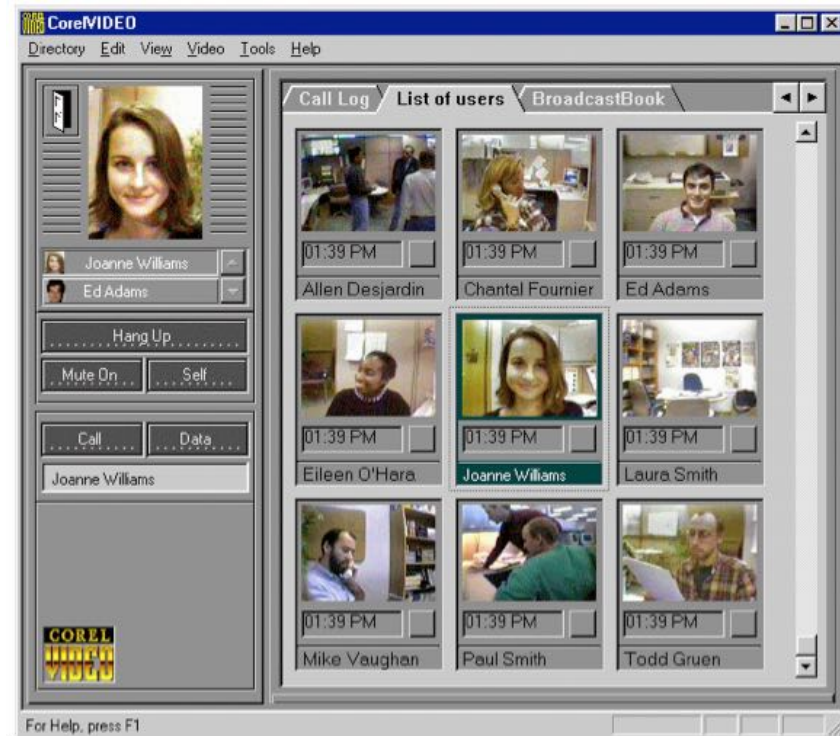 CorelVIDEO
Directory Edit View Video Tools Help
Joanne Williams
Ed Adams
Hang Up
Mute On Self
Call Data
Joanne Williams
COREL
VIDEO
Call Log List of users BroadcastBook
01:39 PM 01:39 PM 01:39 PM
Allen Desjardin Chantal Fournier Ed Adams
01:39 PM 01:39 PM 01:39 PM
Eileen O'Hara Joanne Williams Laura Smith
01:39 PM 01:39 PM 01:39 PM
Mike Vaughan Paul Smith Todd Gruen
For Help, press F1